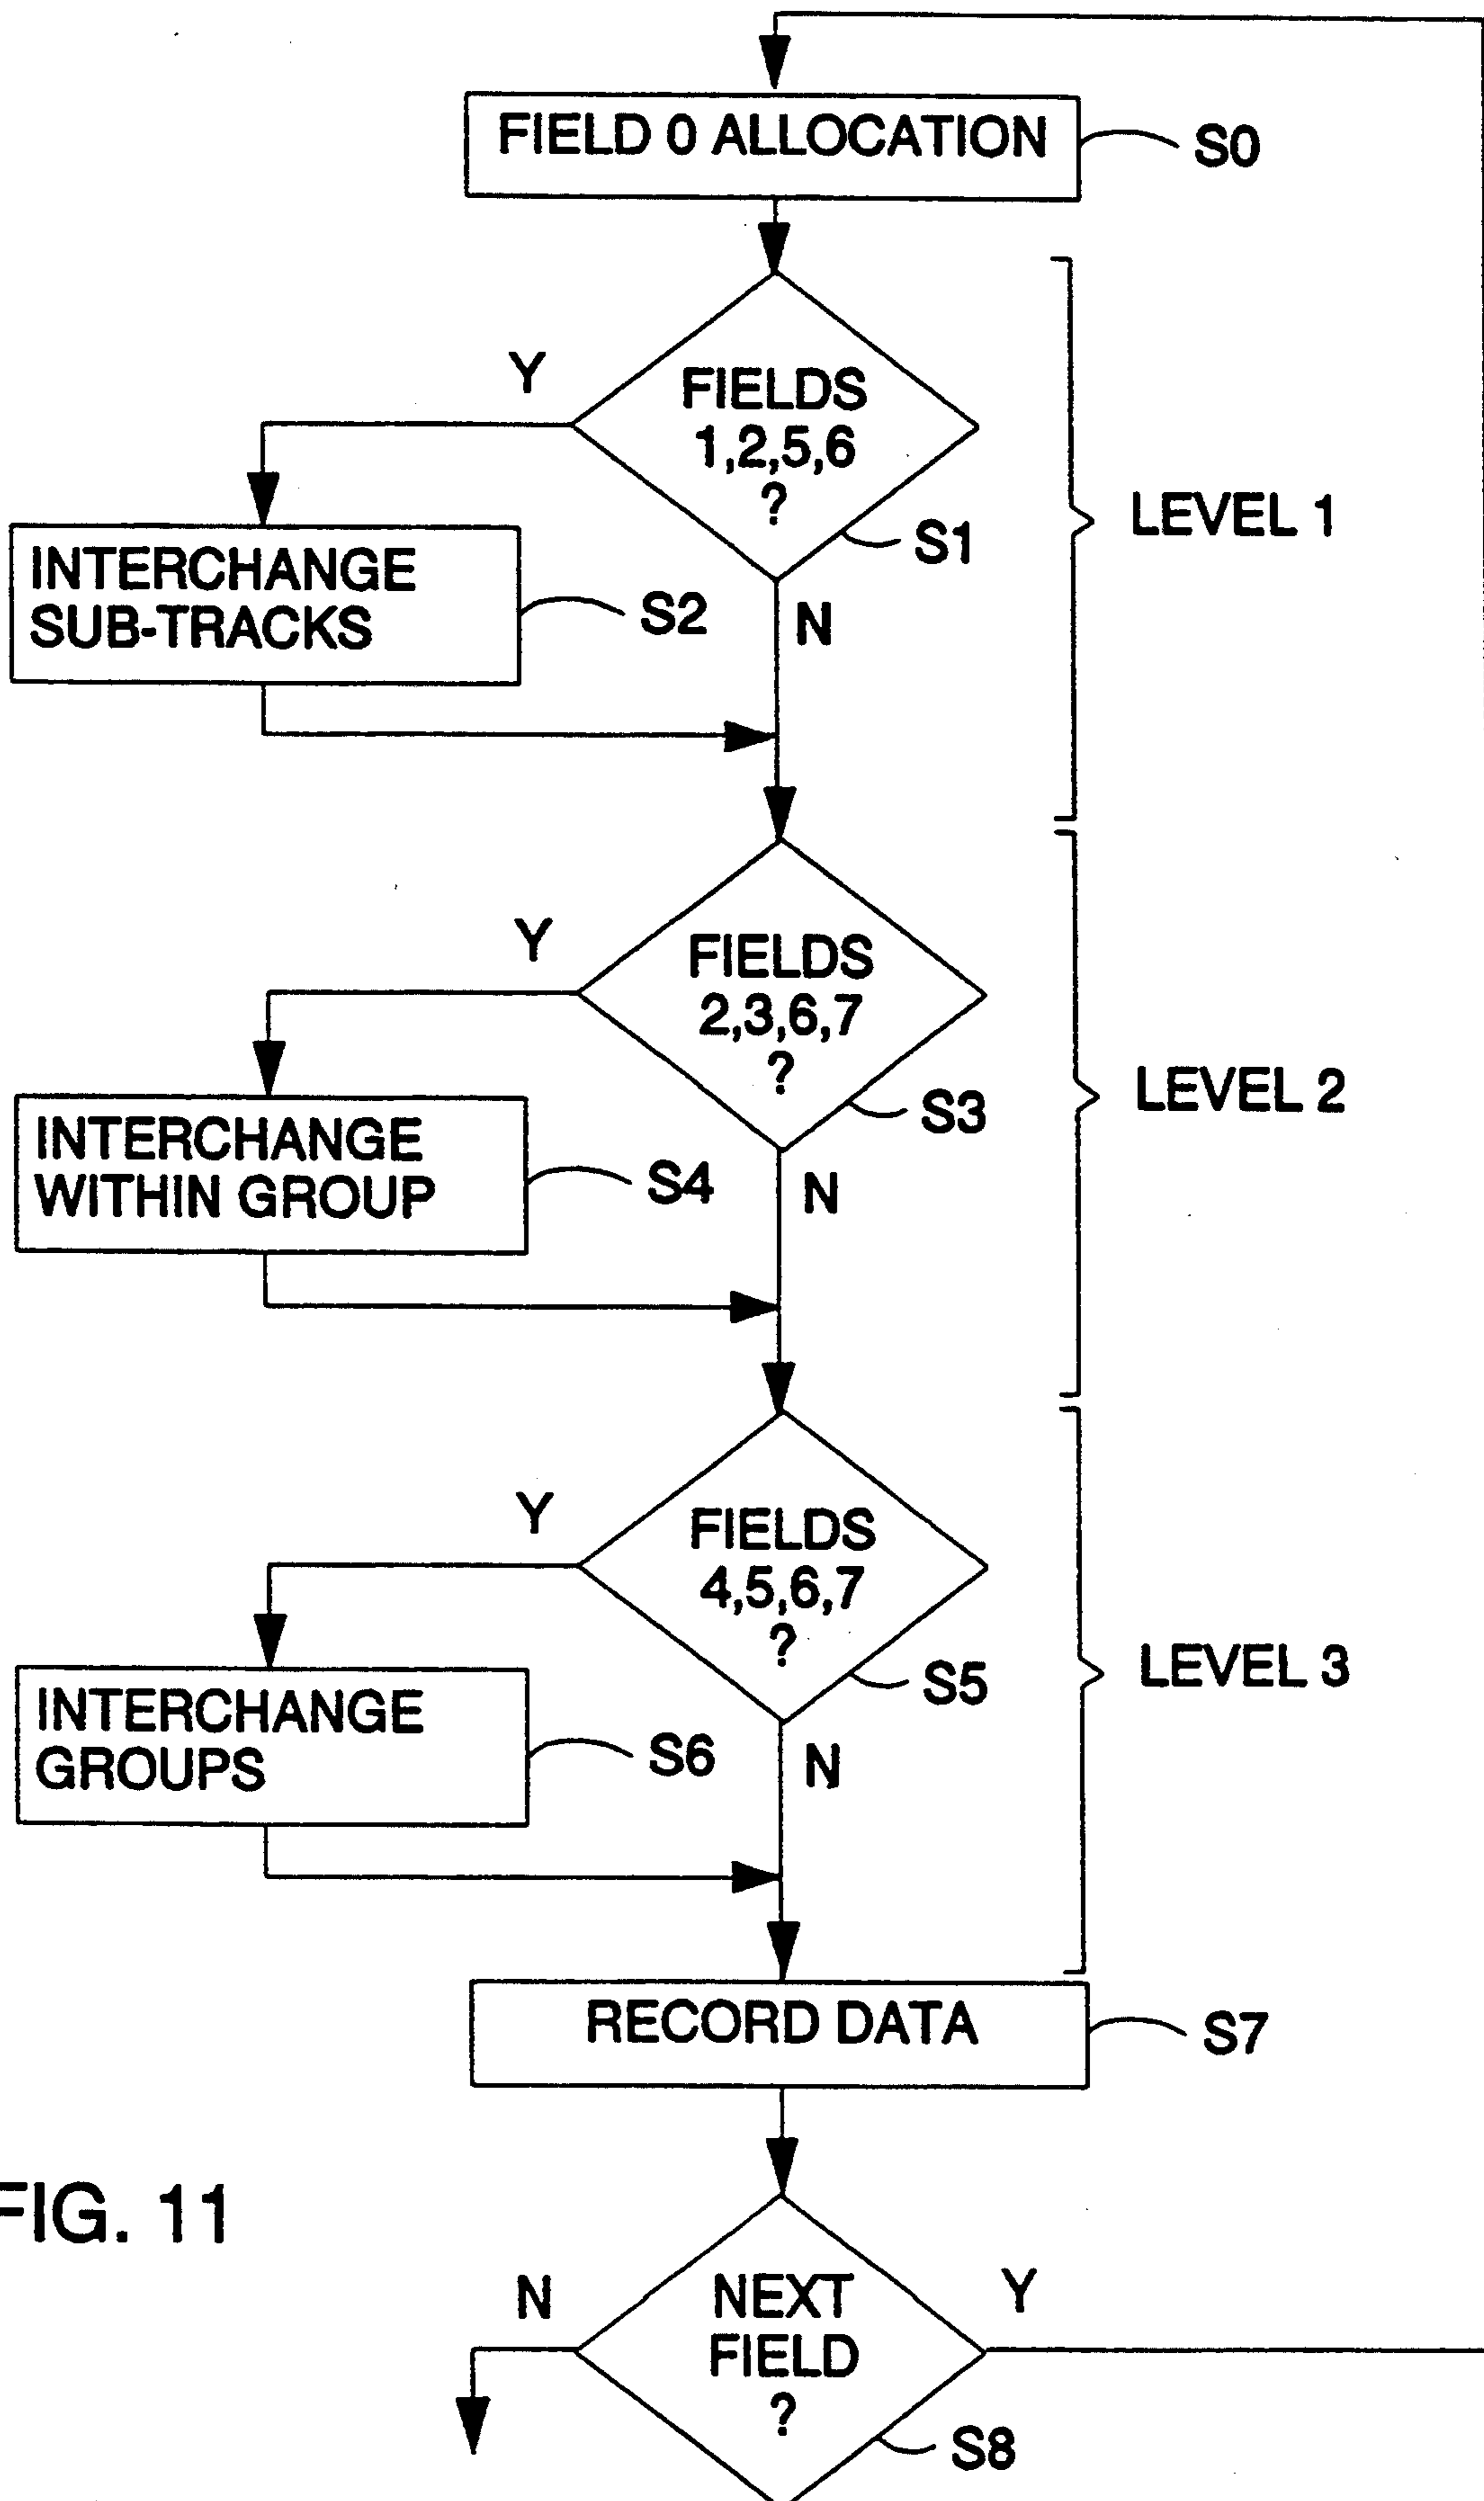 FIELD 0 ALLOCATION
S0
Y
FIELDS
1,2,5,6
?
S1
LEVEL 1
INTERCHANGE
SUB-TRACKS
S2
N
Y
FIELDS
2,3,6,7
?
S3
LEVEL 2
INTERCHANGE
WITHIN GROUP
S4
N
Y
FIELDS
4,5,6,7
?
S5
LEVEL 3
INTERCHANGE
GROUPS
S6
N
RECORD DATA
S7
FIG. 11
N
NEXT
FIELD
?
Y
S8